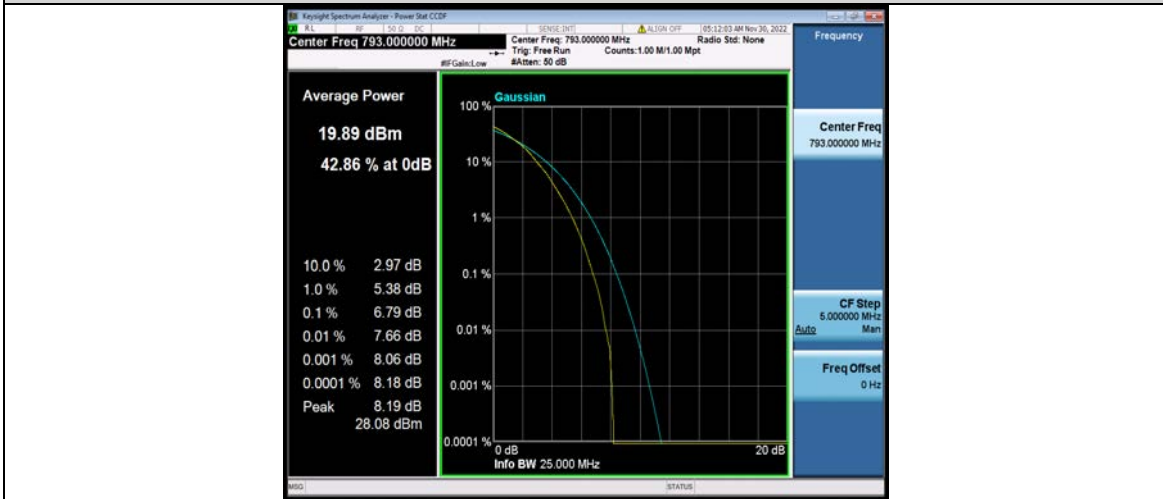 Keysight Spectrum Analyzer - Power Stat CCDF
RL RF 50 Ω DC SENSE:INT ALIGN OFF 05:12:03 AM Nov 30, 2022
Center Freq 793.000000 MHz
Center Freq: 793.000000 MHz Radio Std: None
Trig: Free Run Counts:1.00 M/1.00 Mpt
#IFGain:Low #Atten: 50 dB
Frequency
Average Power
19.89 dBm
42.86 % at 0dB
10.0 % 2.97 dB
1.0 % 5.38 dB
0.1 % 6.79 dB
0.01 % 7.66 dB
0.001 % 8.06 dB
0.0001 % 8.18 dB
Peak 8.19 dB
28.08 dBm
Gaussian
100 %
10 %
1 %
0.1 %
0.01 %
0.001 %
0.0001 %
0 dB 20 dB
Info BW 25.000 MHz
Center Freq
793.000000 MHz
CF Step
5.000000 MHz
Auto Man
Freq Offset
0 Hz
MSG STATUS